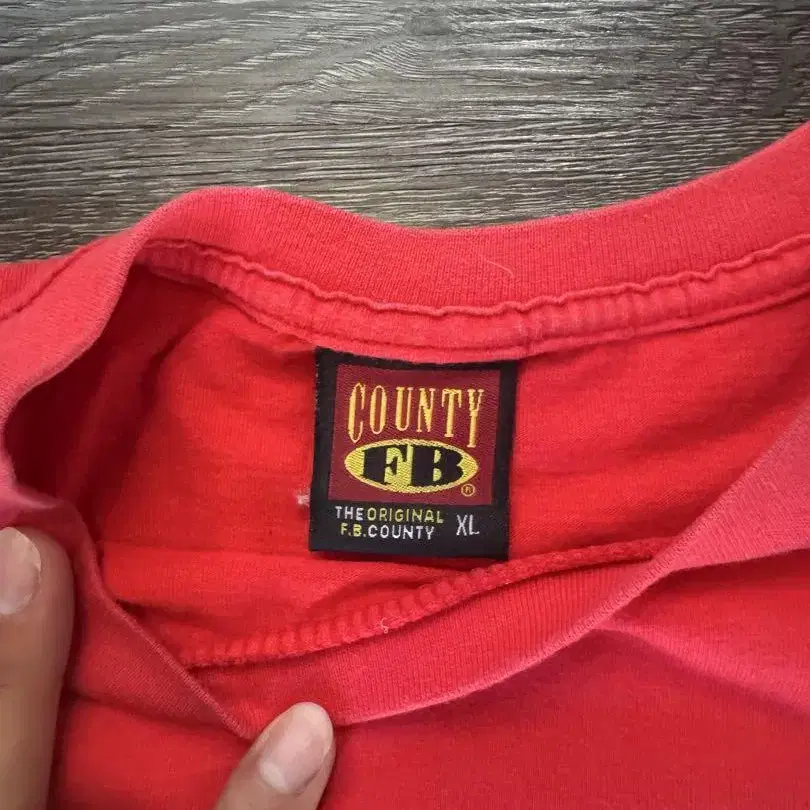 COUNTY
FB®
THE ORIGINAL
F.B.COUNTY XL